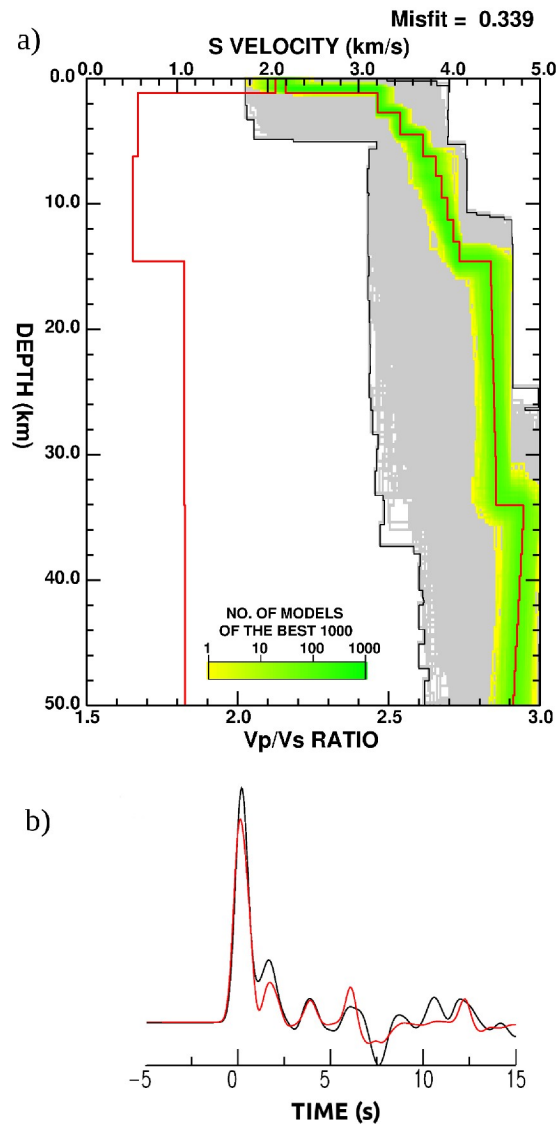 Misfit = 0.339
a)
S VELOCITY (km/s)
0.0 1.0 2.0 3.0 4.0 5.0
0.0
10.0
20.0
30.0
40.0
50.0
DEPTH (km)
NO. OF MODELS
OF THE BEST 1000
1 10 100 1000
1.5 2.0 2.5 3.0
Vp/Vs RATIO
b)
-5 0 5 10 15
TIME (s)